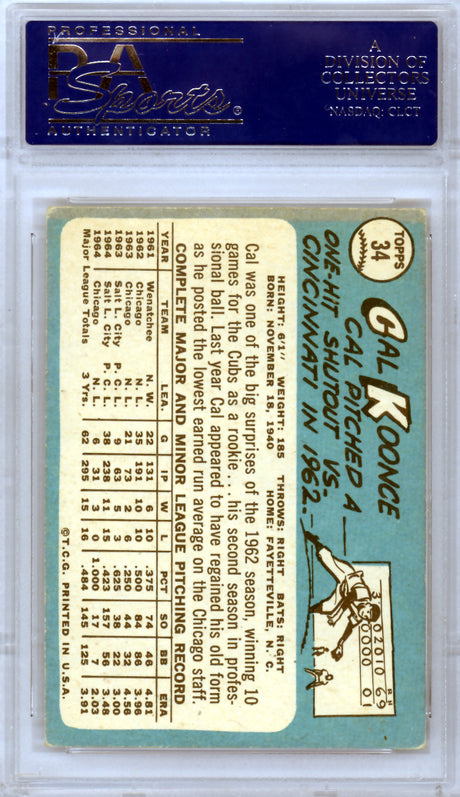 PROFESSIONAL
PSA
Sports®
AUTHENTICATOR
A
DIVISION OF
COLLECTORS
UNIVERSE
NASDAQ: CLCT
TOPPS
34
CAL KOONCE
CAL PITCHED A
ONE-HIT SHUTOUT VS.
CINCINNATI IN 1962.
HEIGHT: 6'1" WEIGHT: 185 THROWS: RIGHT BATS: RIGHT
BORN: NOVEMBER 18, 1940 HOME: FAYETTEVILLE, N. C.
Cal was one of the big surprises of the 1962 season, winning 10
games for the Cubs as a rookie... his second season in profes-
sional ball. Last year Cal appeared to have regained his old form
as he posted the lowest earned run average on the Chicago staff.
COMPLETE MAJOR AND MINOR LEAGUE PITCHING RECORD
YEAR TEAM LEA. G IP W L PCT SO BB ERA
1961 Wenatchee N. W. 22 131 6 10 .375 74 46 4.81
1962 Chicago N. L. 35 191 10 10 .500 84 86 3.96
1963 Chicago N. L. 21 73 2 6 .250 44 32 4.56
1963 Salt L. City P. C. L. 9 63 5 3 .625 38 22 3.00
1964 Salt L. City P. C. L. 38 238 11 15 .423 157 56 3.48
1964 Chicago N. L. 6 31 3 0 1.000 17 7 2.03
Major League Totals 3 Yrs. 62 295 15 16 .484 145 125 3.91
©T.C.G. PRINTED IN U.S.A.